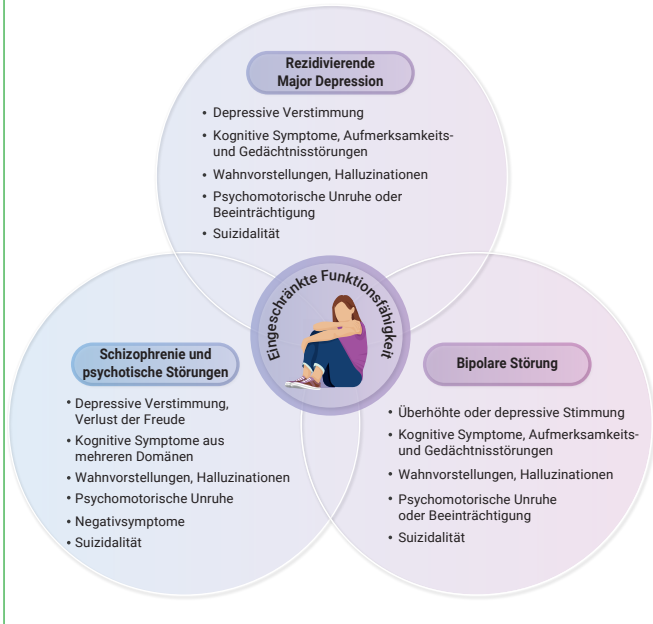 Rezidivierende
Major Depression
• Depressive Verstimmung
• Kognitive Symptome, Aufmerksamkeits-
und Gedächtnisstörungen
• Wahnvorstellungen, Halluzinationen
• Psychomotorische Unruhe oder
Beeinträchtigung
• Suizidalität
Eingeschränkte Funktionsfähigkeit
Schizophrenie und
psychotische Störungen
• Depressive Verstimmung,
Verlust der Freude
• Kognitive Symptome aus
mehreren Domänen
• Wahnvorstellungen, Halluzinationen
• Psychomotorische Unruhe
• Negativsymptome
• Suizidalität
Bipolare Störung
• Überhöhte oder depressive Stimmung
• Kognitive Symptome, Aufmerksamkeits-
und Gedächtnisstörungen
• Wahnvorstellungen, Halluzinationen
• Psychomotorische Unruhe
oder Beeinträchtigung
• Suizidalität